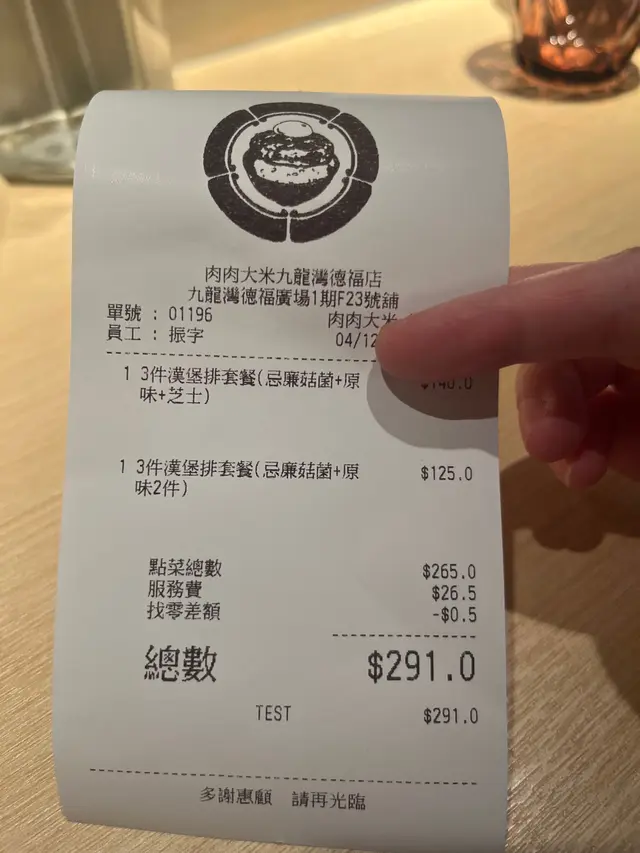 肉肉大米九龍灣德福店
九龍灣德福廣場1期F23號舖
單號 : 01196 肉肉大米
員工 : 振字 04/12
1 3件漢堡排套餐(忌廉菇菌+原 $140.0
味+芝士)
1 3件漢堡排套餐(忌廉菇菌+原 $125.0
味2件)
點菜總數 $265.0
服務費 $26.5
找零差額 -$0.5
總數 $291.0
TEST $291.0
多謝惠顧 請再光臨